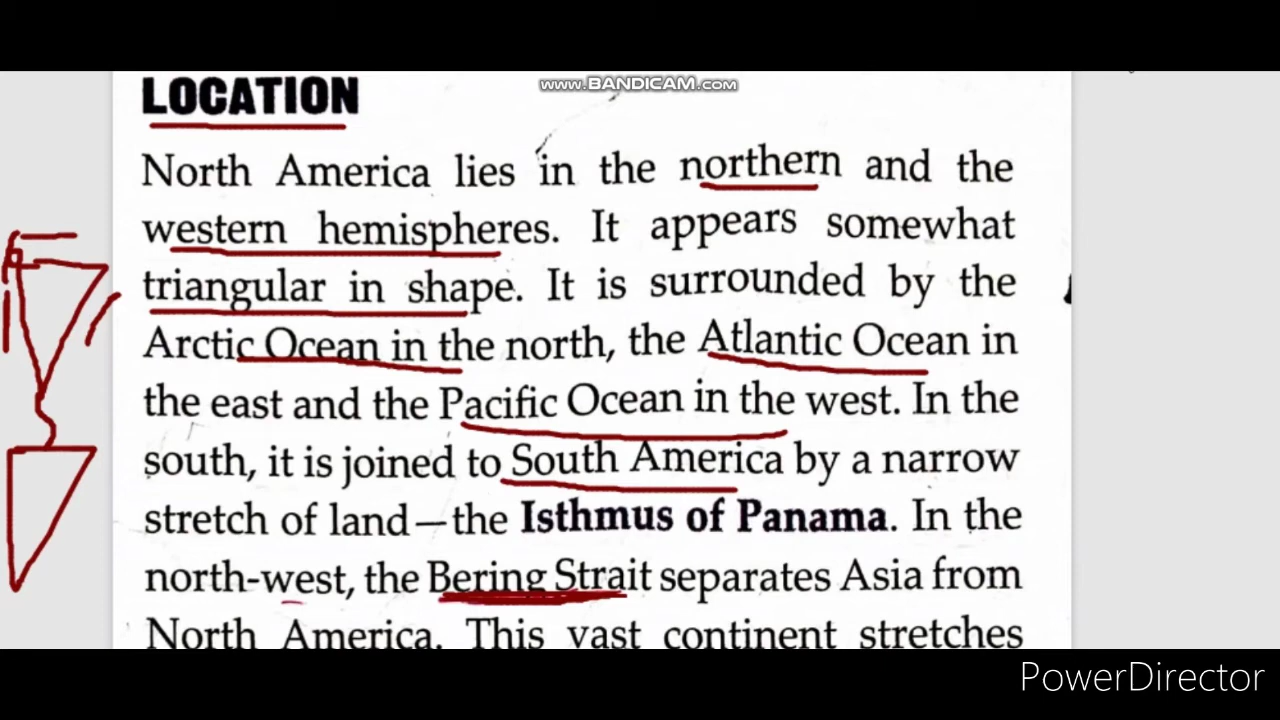 www.BANDICAM.com
LOCATION
North America lies in the northern and the
western hemispheres. It appears somewhat
triangular in shape. It is surrounded by the
Arctic Ocean in the north, the Atlantic Ocean in
the east and the Pacific Ocean in the west. In the
south, it is joined to South America by a narrow
stretch of land—the Isthmus of Panama. In the
north-west, the Bering Strait separates Asia from
North America. This vast continent stretches
PowerDirector